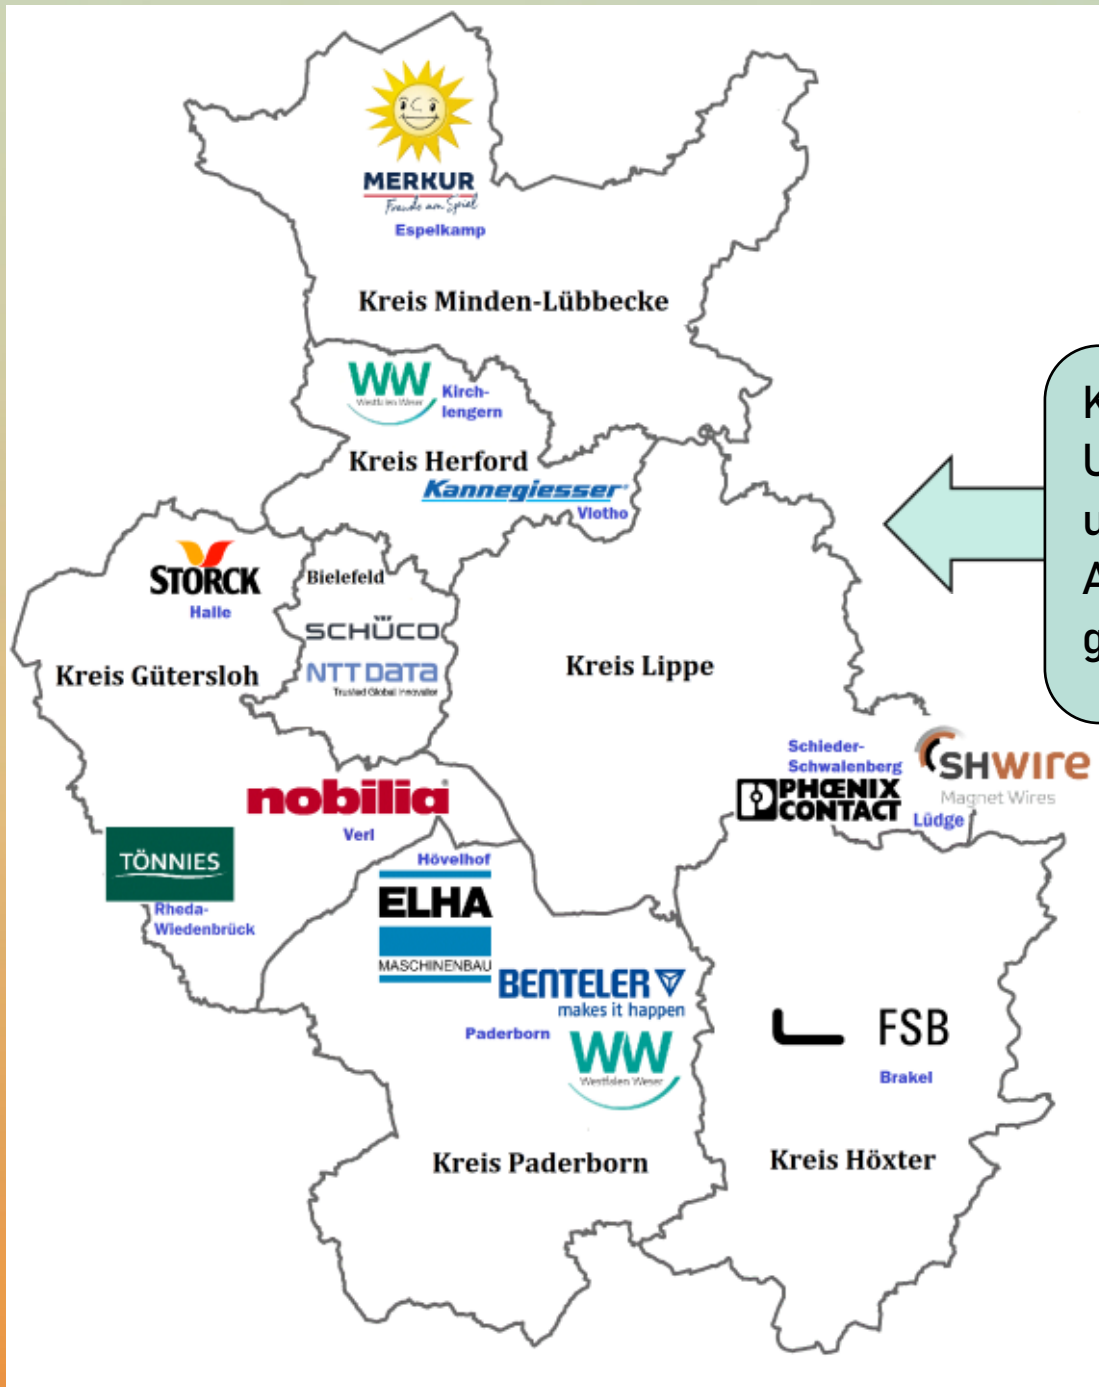 MERKUR
Freude am Spiel
Espelkamp
Kreis Minden-Lübbecke
WW
Westfalen Weser
Kirch-
lengern
Kreis Herford
Kannegiesser
Vlotho
STORCK
Halle
Bielefeld
SCHÜCO
NTT DATA
Trusted Global Innovator
Kreis Gütersloh
Kreis Lippe
nobilia
Verl
TÖNNIES
Rheda-
Wiedenbrück
Schieder-
Schwalenberg
PHŒNIX
CONTACT
SHWire
Magnet Wires
Lüdge
Hövelhof
ELHA
MASCHINENBAU
BENTELER
makes it happen
Paderborn
WW
Westfalen Weser
FSB
Brakel
Kreis Paderborn
Kreis Höxter